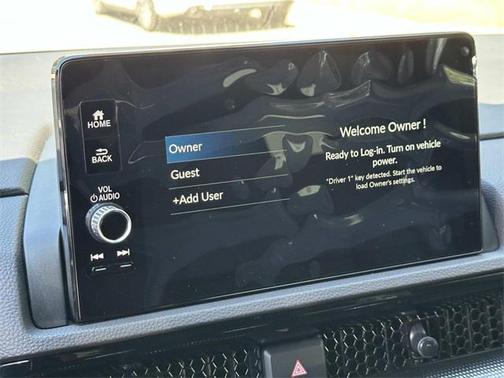 HOME
BACK
VOL
AUDIO
Owner
Guest
+Add User
Welcome Owner !
Ready to Log-in. Turn on vehicle
power.
"Driver 1" key detected. Start the vehicle to
load Owner's settings.